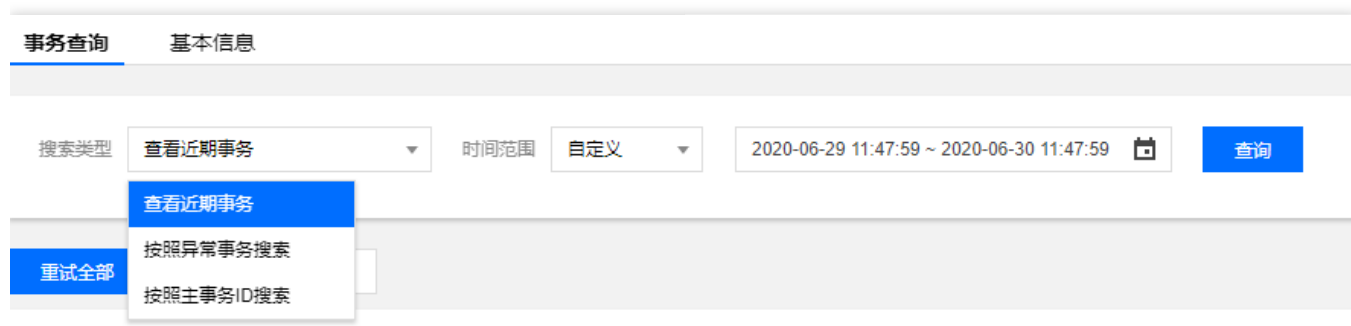 事务查询 基本信息
搜索类型 查看近期事务 时间范围 自定义 2020-06-29 11:47:59 ~ 2020-06-30 11:47:59 查询
查看近期事务
按照异常事务搜索
重试全部
按照主事务ID搜索